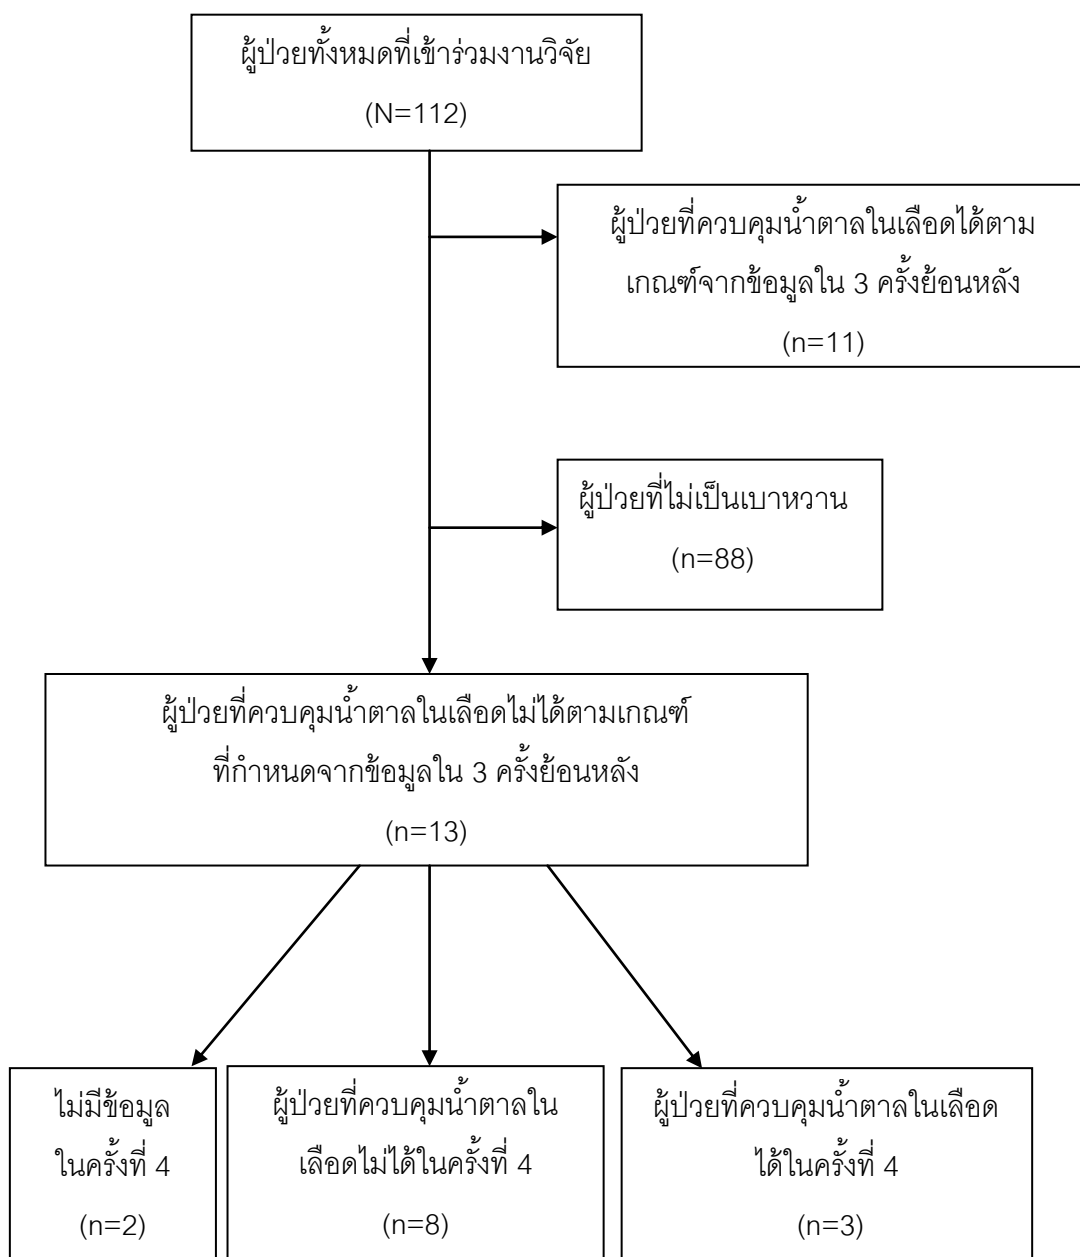 ผู้ป่วยทั้งหมดที่เข้าร่วมงานวิจัย
(N=112)
ผู้ป่วยที่ควบคุมน้ำตาลในเลือดได้ตาม
เกณฑ์จากข้อมูลใน 3 ครั้งย้อนหลัง
(n=11)
ผู้ป่วยที่ไม่เป็นเบาหวาน
(n=88)
ผู้ป่วยที่ควบคุมน้ำตาลในเลือดไม่ได้ตามเกณฑ์
ที่กำหนดจากข้อมูลใน 3 ครั้งย้อนหลัง
(n=13)
ไม่มีข้อมูล
ในครั้งที่ 4
(n=2)
ผู้ป่วยที่ควบคุมน้ำตาลใน
เลือดไม่ได้ในครั้งที่ 4
(n=8)
ผู้ป่วยที่ควบคุมน้ำตาลในเลือด
ได้ในครั้งที่ 4
(n=3)